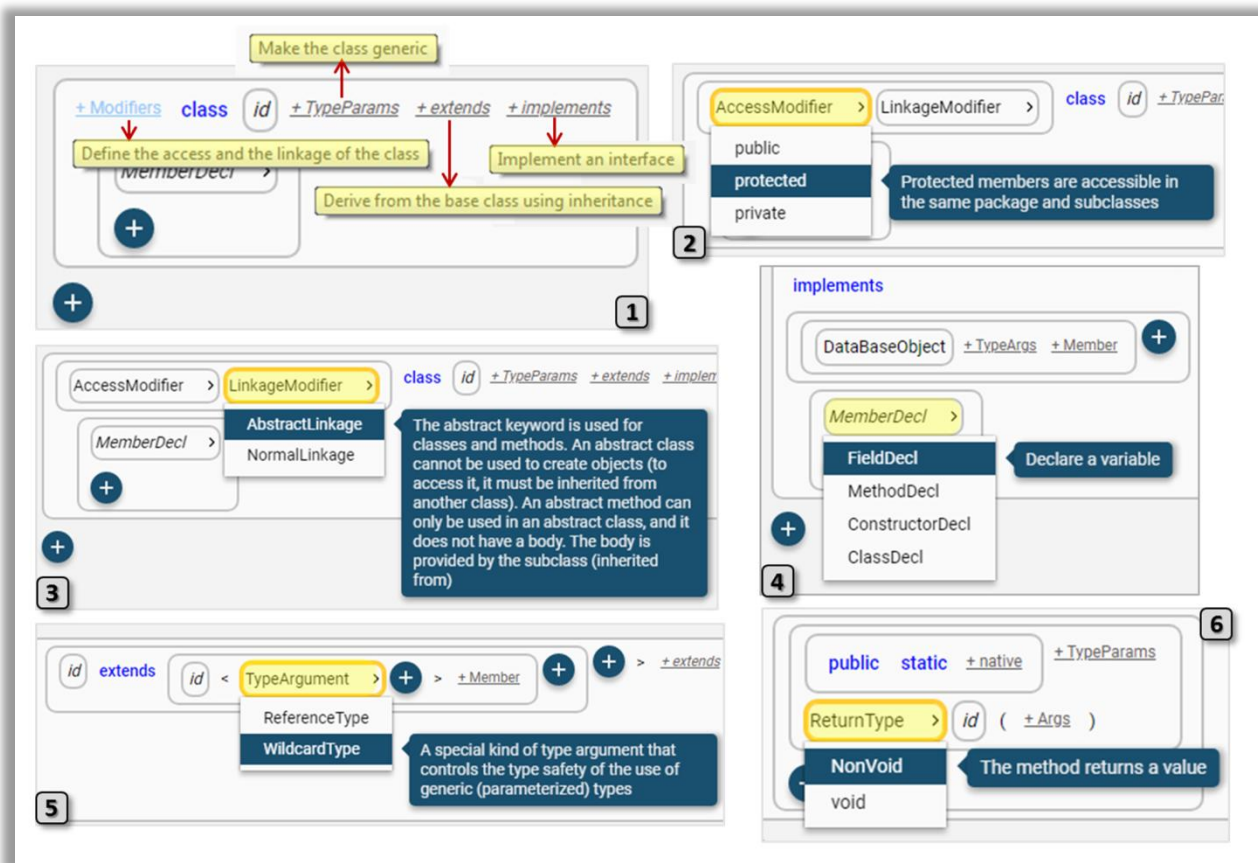 Make the class generic
+ Modifiers class id + TypeParams + extends + implements
Define the access and the linkage of the class
Implement an interface
MemberDecl >
Derive from the base class using inheritance
+
+
1
AccessModifier > LinkageModifier > class id + TypePar
public
protected
private
Protected members are accessible in
the same package and subclasses
2
AccessModifier > LinkageModifier > class id + TypeParams + extends + implem
AbstractLinkage
NormalLinkage
MemberDecl >
+
+
The abstract keyword is used for
classes and methods. An abstract class
cannot be used to create objects (to
access it, it must be inherited from
another class). An abstract method can
only be used in an abstract class, and it
does not have a body. The body is
provided by the subclass (inherited
from)
3
implements
DataBaseObject + TypeArgs + Member +
MemberDecl >
FieldDecl
Declare a variable
MethodDecl
ConstructorDecl
ClassDecl
+
4
id extends id < TypeArgument > + > + Member + + > + extends
ReferenceType
WildcardType
A special kind of type argument that
controls the type safety of the use of
generic (parameterized) types
5
6
public static + native + TypeParams
ReturnType > id ( + Args )
NonVoid
The method returns a value
void